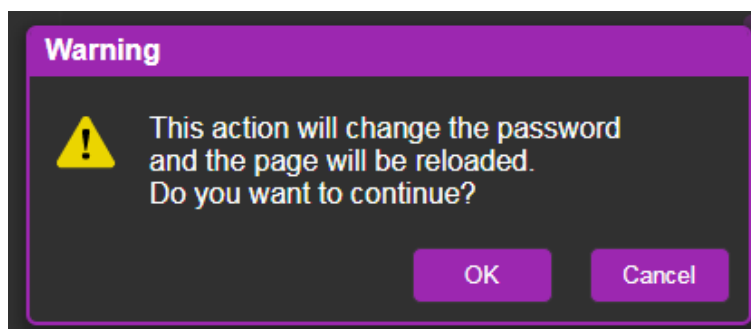 Warning
This action will change the password
and the page will be reloaded.
Do you want to continue?
OK
Cancel